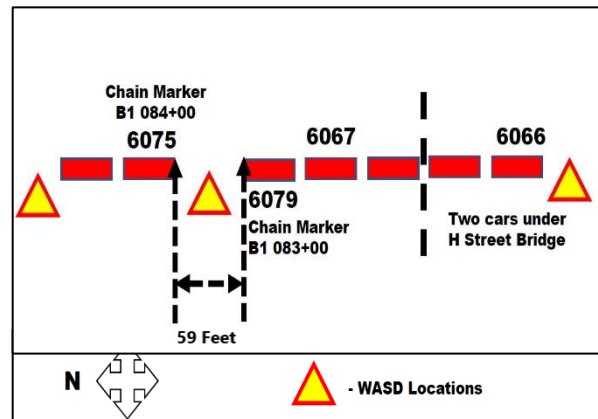 Chain Marker
B1 084+00
6075
6067
6066
6079
Chain Marker
B1 083+00
Two cars under
H Street Bridge
59 Feet
N
- WASD Locations